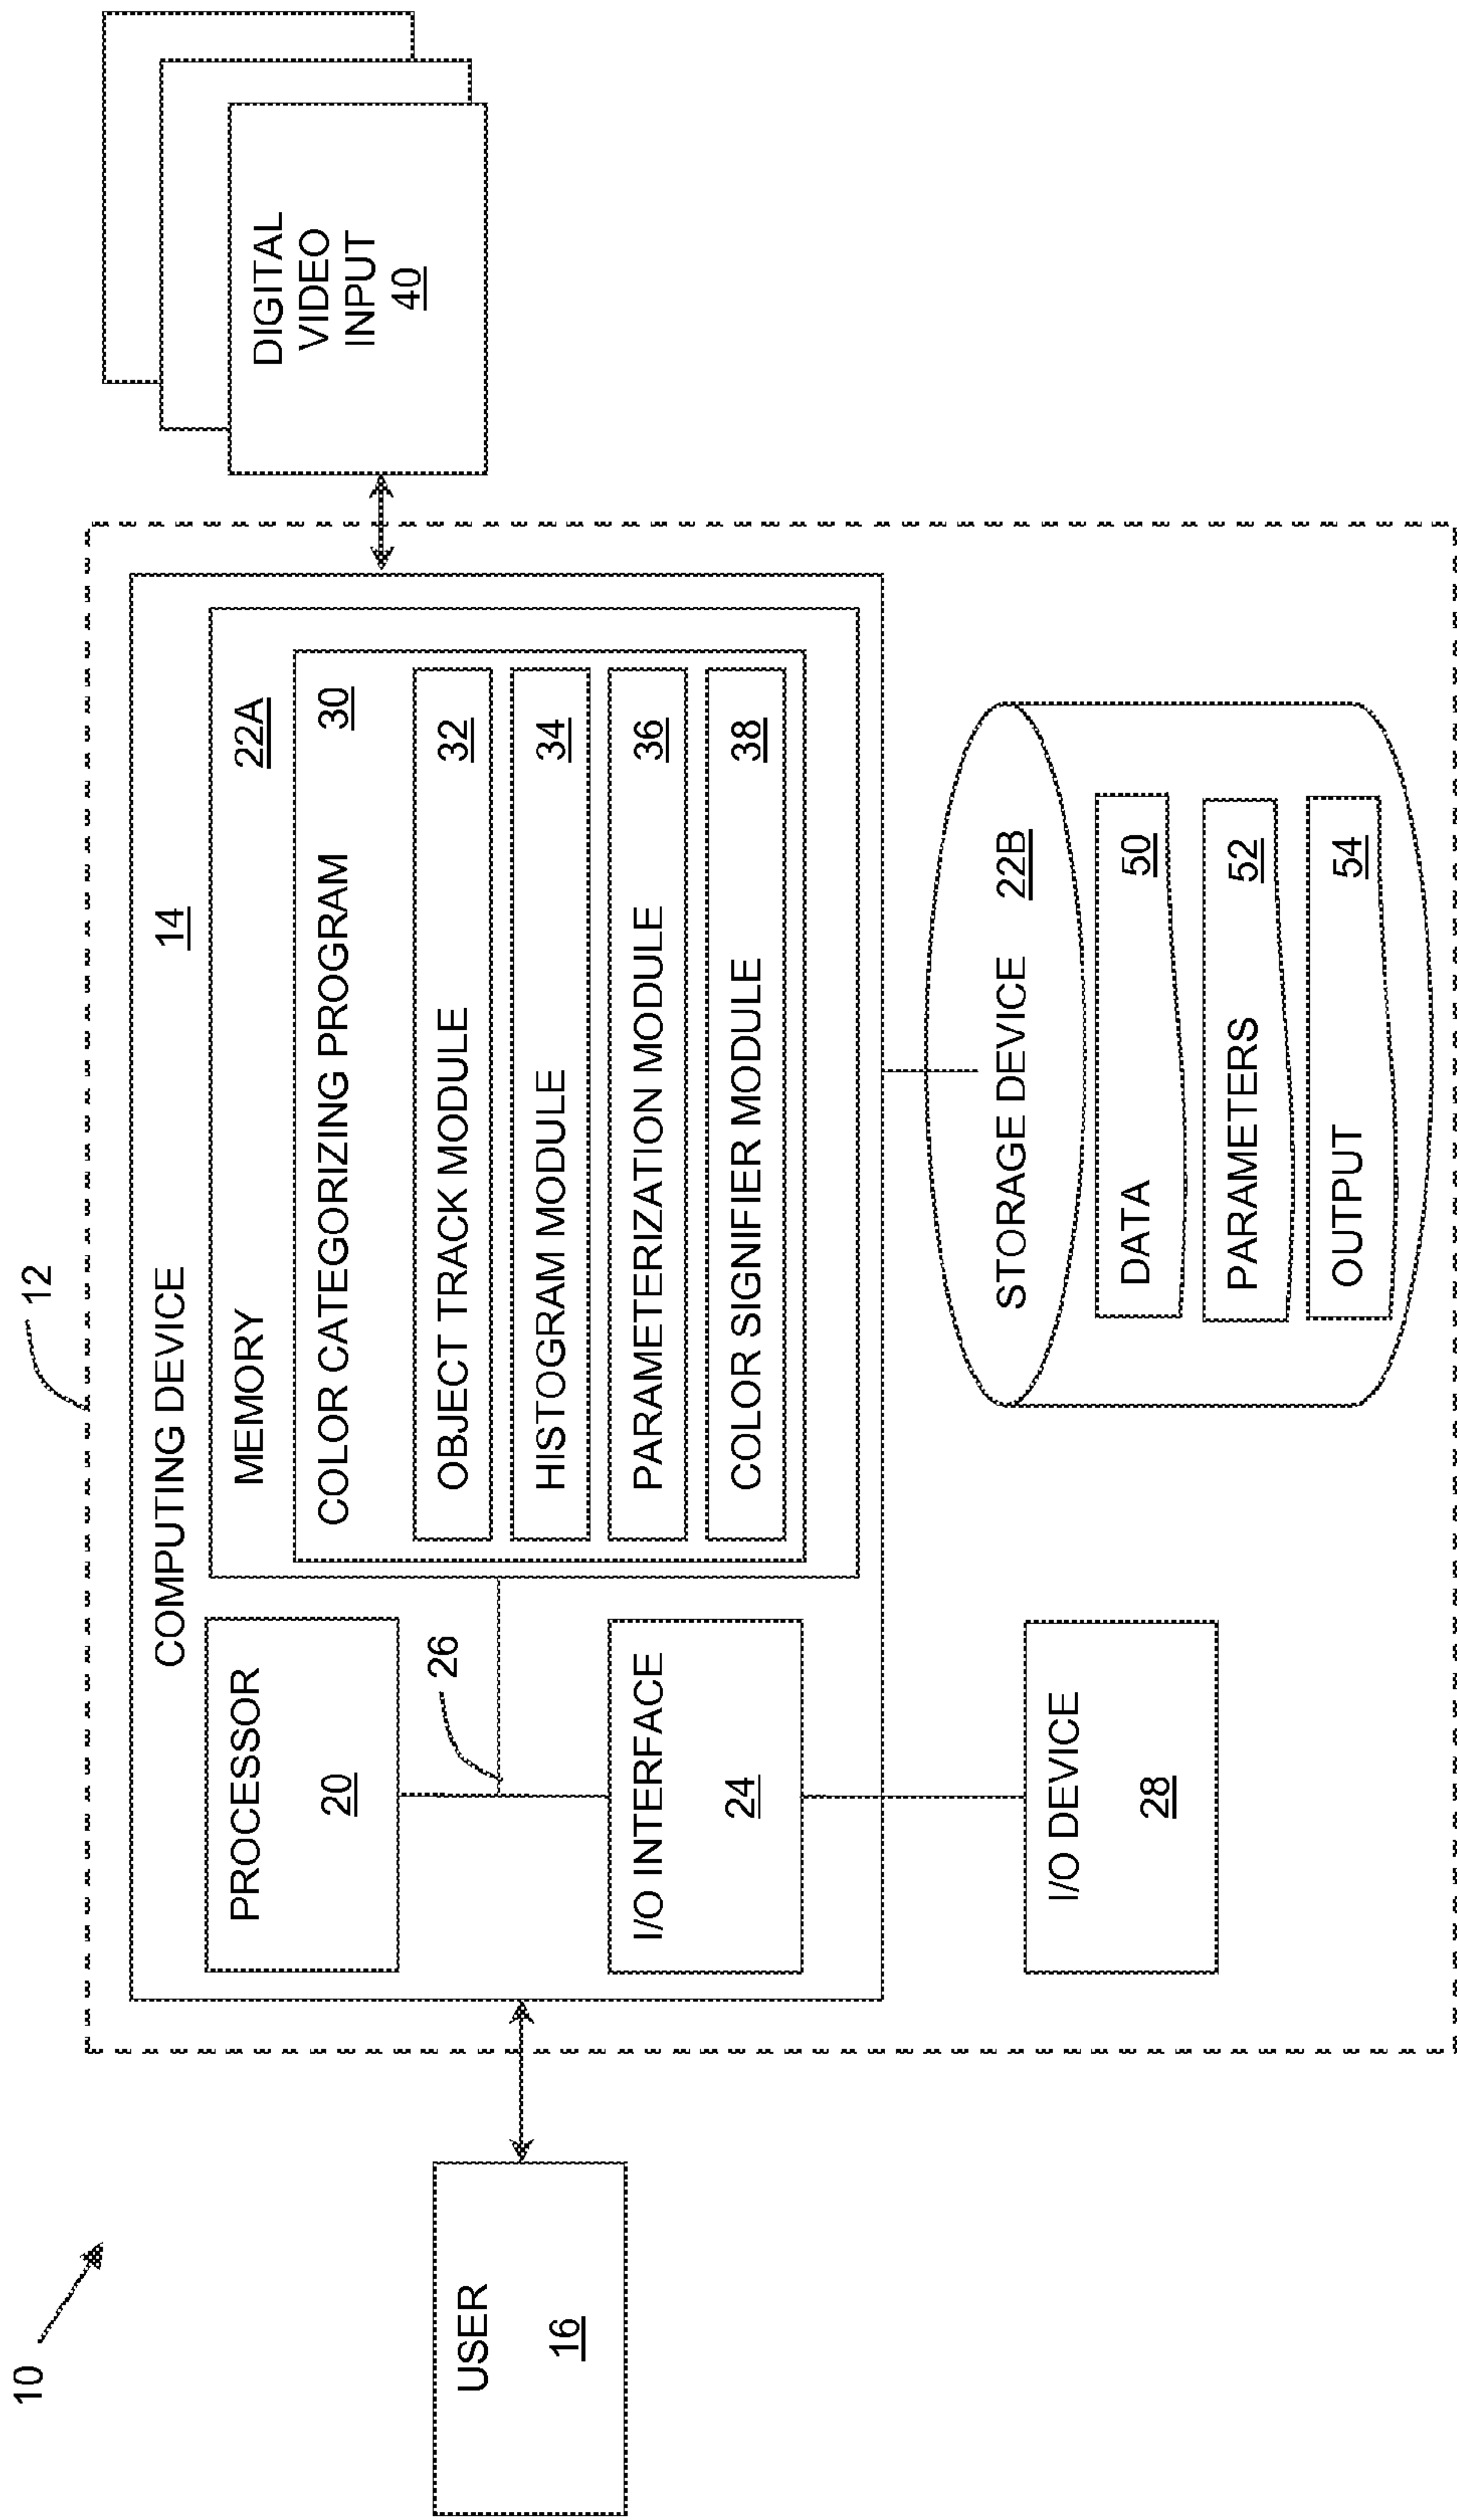 10
12
COMPUTING DEVICE 14
USER
16
PROCESSOR
20
26
I/O INTERFACE
24
I/O DEVICE
28
MEMORY 22A
COLOR CATEGORIZING PROGRAM 30
OBJECT TRACK MODULE 32
HISTOGRAM MODULE 34
PARAMETERIZATION MODULE 36
COLOR SIGNIFIER MODULE 38
STORAGE DEVICE 22B
DATA 50
PARAMETERS 52
OUTPUT 54
DIGITAL
VIDEO
INPUT
40